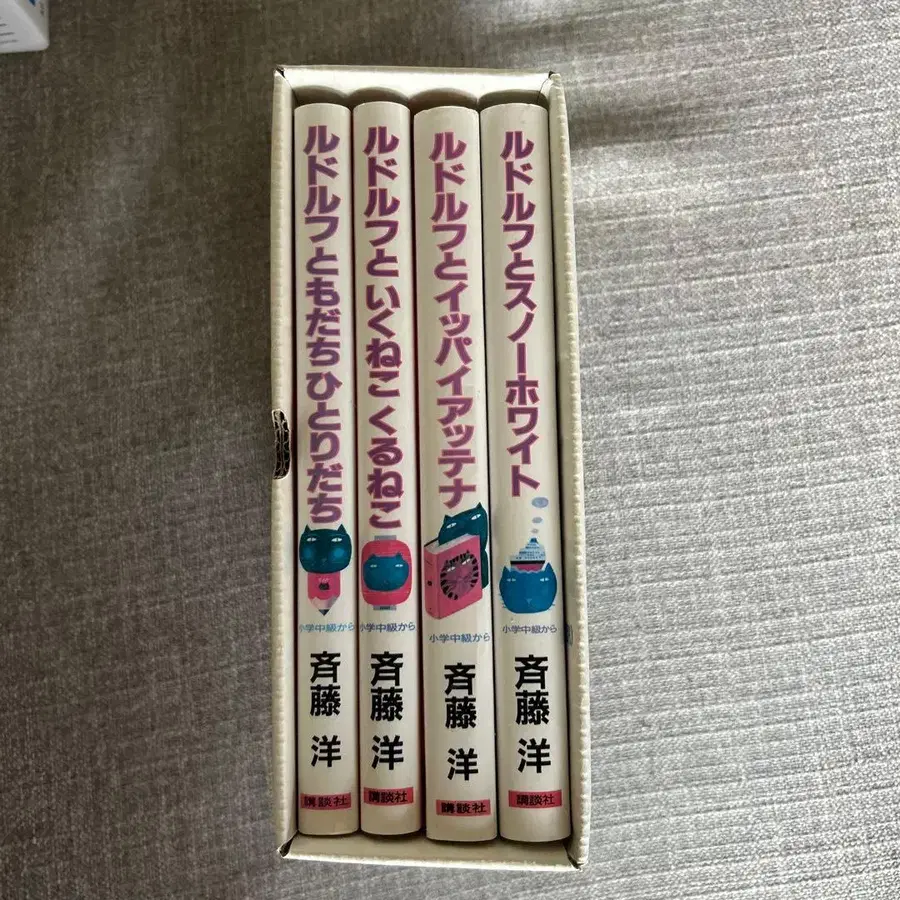 ルドルフともだちひとりだち
小学中級から
斉藤 洋
講談社
ルドルフといくねこくるねこ
小学中級から
斉藤 洋
講談社
ルドルフとイッパイアッテナ
小学中級から
斉藤 洋
講談社
ルドルフとスノーホワイト
小学中級から
斉藤 洋
講談社